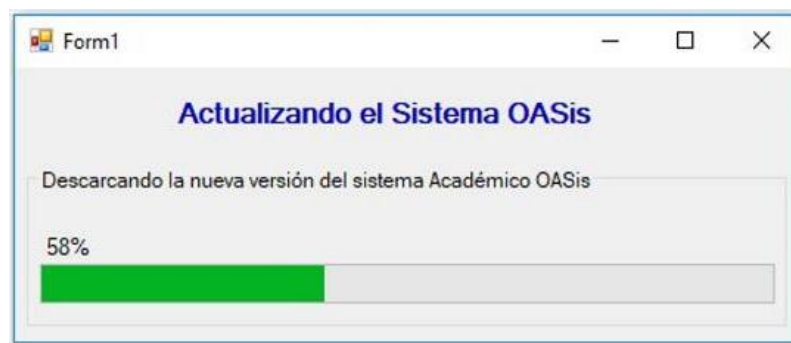 Form1
Actualizando el Sistema OASis
Descarcando la nueva versión del sistema Académico OASis
58%